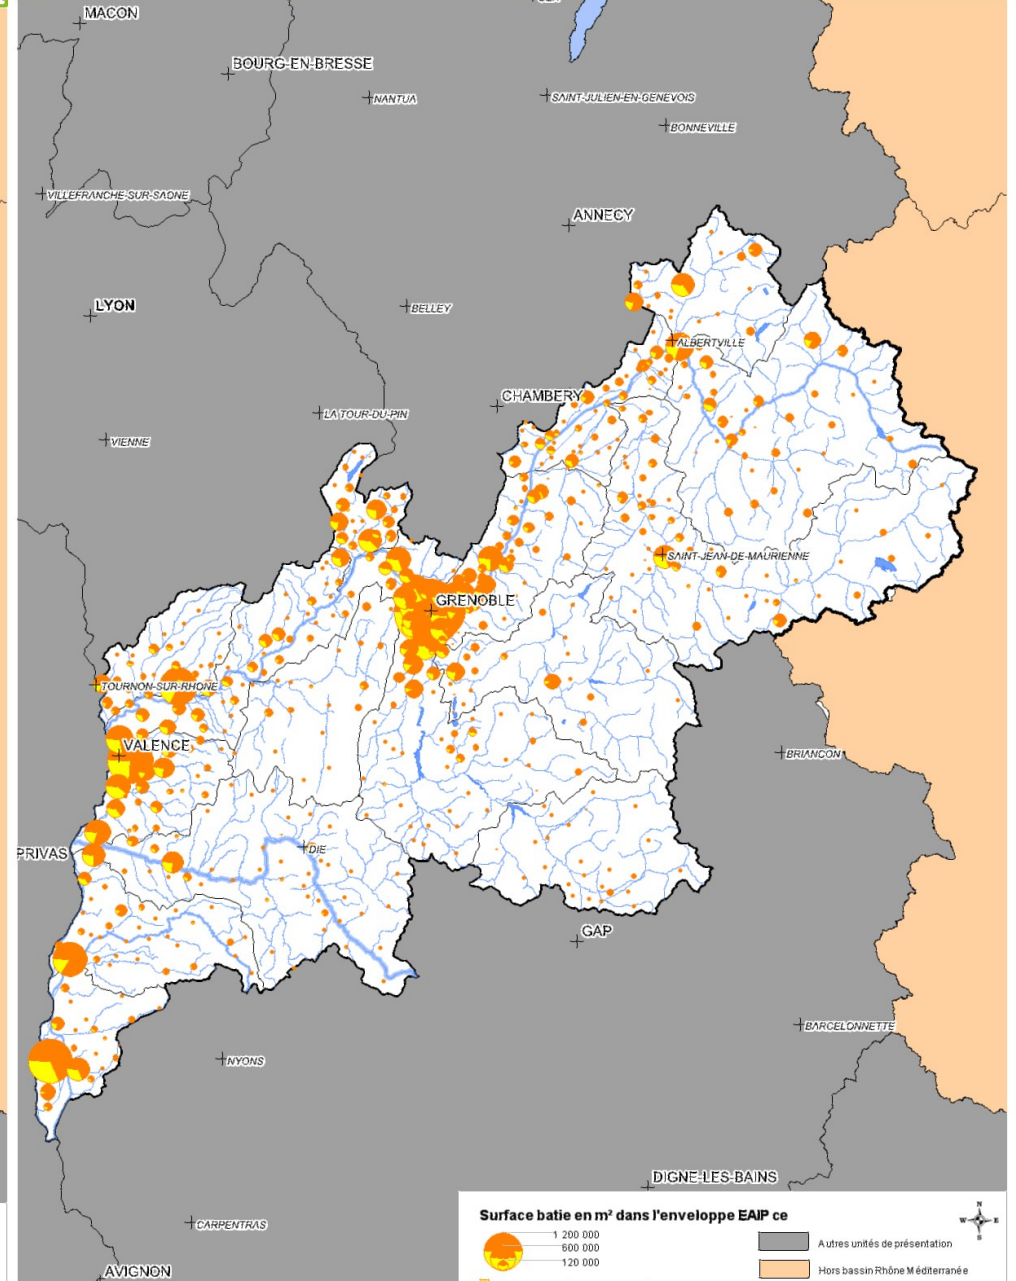 MACON
BOURG-EN-BRESSE
NANTUA
SAINT-JULIEN-EN-GENEVOIS
BONNEVILLE
VILLEFRANCHE-SUR-SAONE
ANNECY
LYON
BELLEY
ALBERTVILLE
CHAMBERY
LA TOUR-DU-PIN
VIENNE
SAINT-JEAN-DE-MAURIENNE
GRENOBLE
TOURNON-SUR-RHONE
VALENCE
BRIANCON
PRIVAS
DIE
GAP
BARCELONNETTE
NYONS
DIGNE-LES-BAINS
CARPENTRAS
AVIGNON
Surface batie en m² dans l'enveloppe EAIP ce
1 200 000
600 000
120 000
N
W E
S
Autres unités de présentation
Hors bassin Rhône Méditerranée